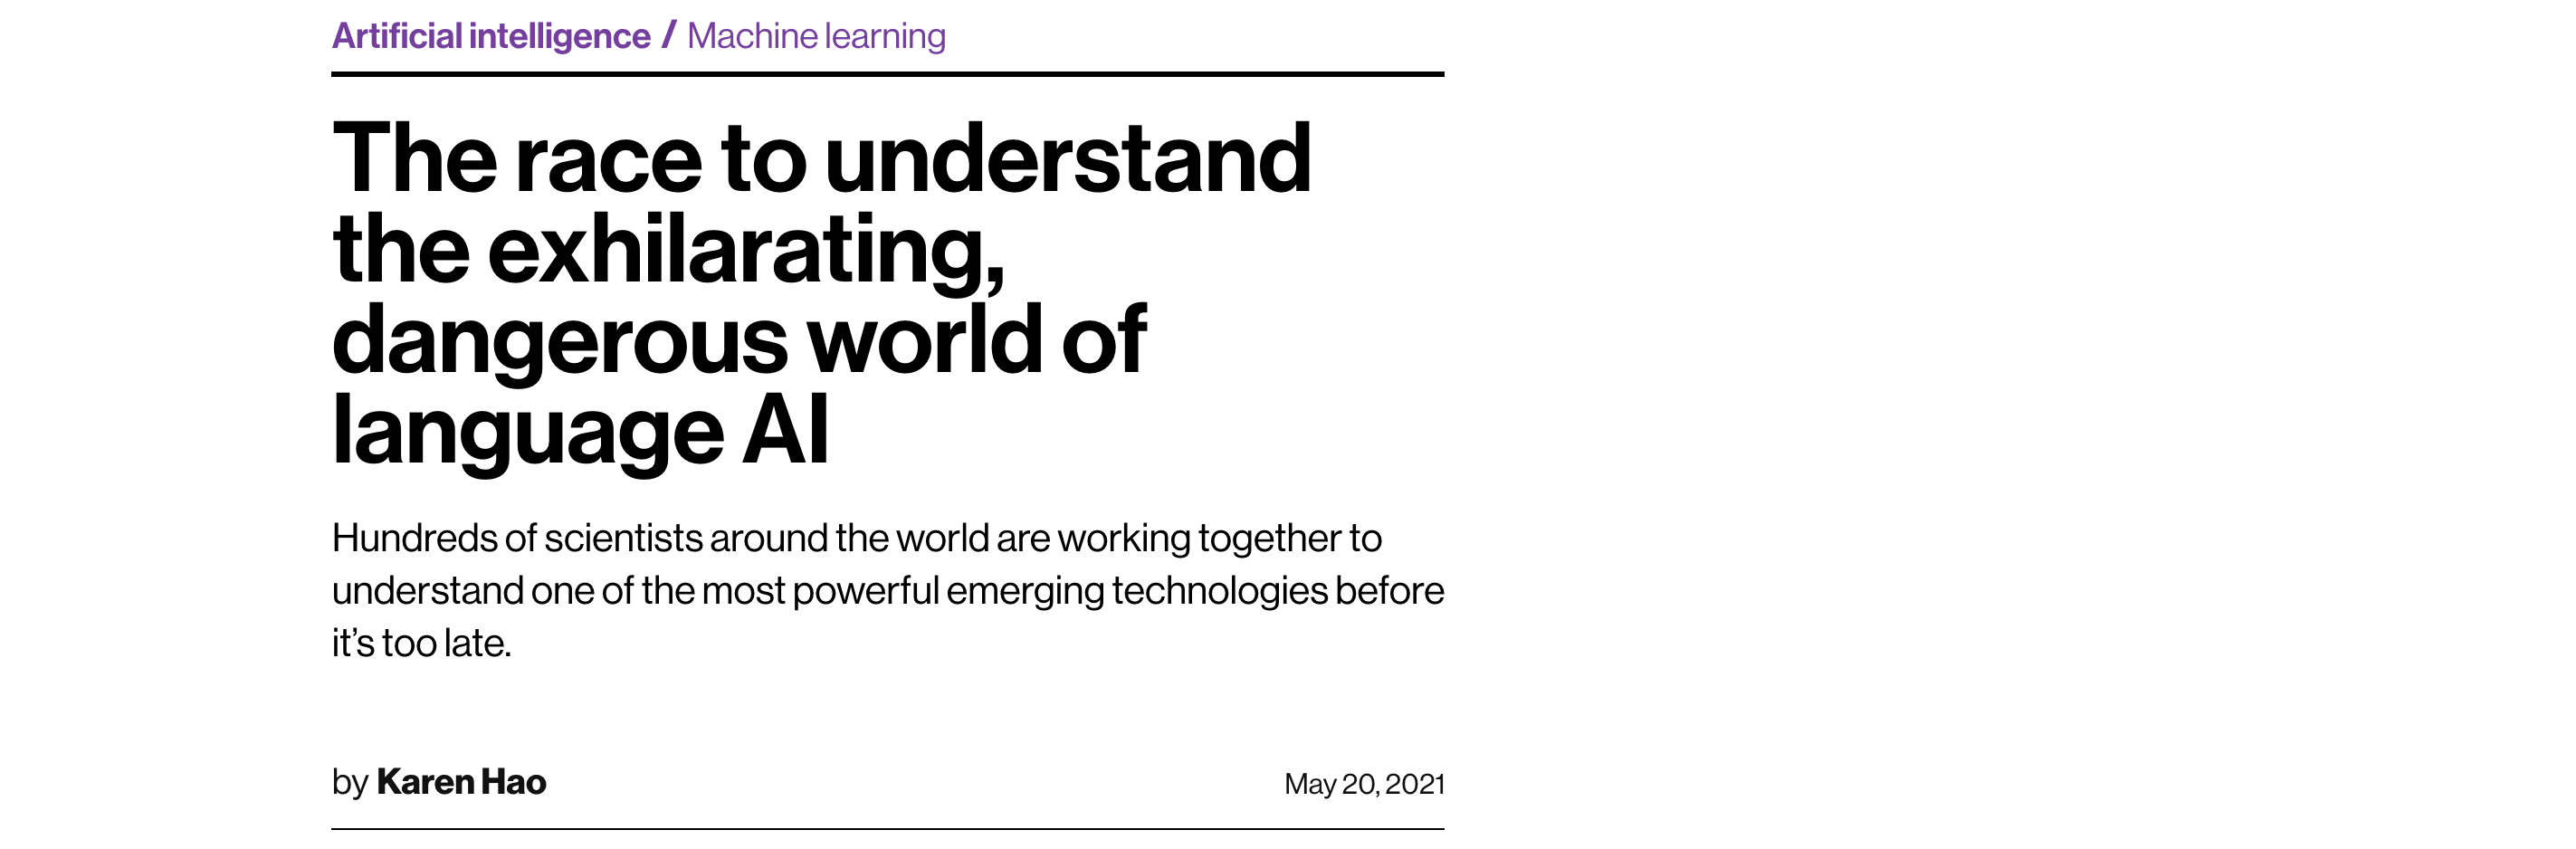 Artificial intelligence / Machine learning
The race to understand
the exhilarating,
dangerous world of
language AI
Hundreds of scientists around the world are working together to
understand one of the most powerful emerging technologies before
it’s too late.
by Karen Hao
May 20, 2021